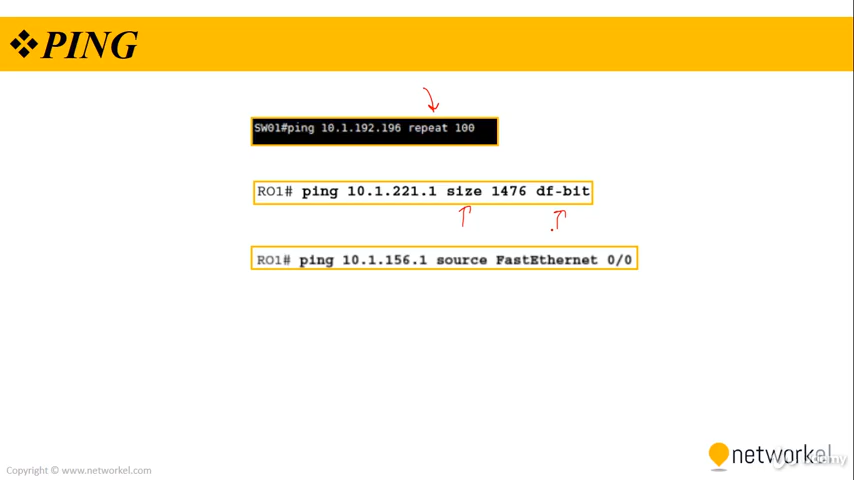 ❖PING
SW01#ping 10.1.192.196 repeat 100
RO1# ping 10.1.221.1 size 1476 df-bit
RO1# ping 10.1.156.1 source FastEthernet 0/0
networkel
Udemy
Copyright © www.networkel.com